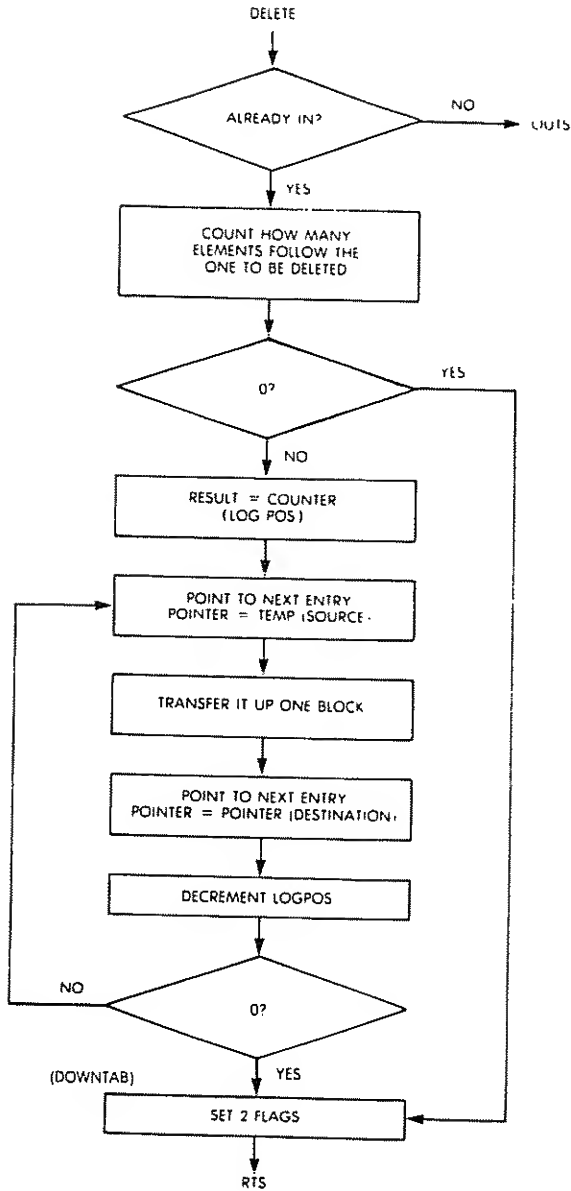 DELETE
ALREADY IN?
NO
OUTS
YES
COUNT HOW MANY
ELEMENTS FOLLOW THE
ONE TO BE DELETED
0?
YES
NO
RESULT = COUNTER
(LOG POS)
POINT TO NEXT ENTRY
POINTER = TEMP (SOURCE)
TRANSFER IT UP ONE BLOCK
POINT TO NEXT ENTRY
POINTER = POINTER (DESTINATION)
DECREMENT LOGPOS
NO
0?
(DOWNTAB)
YES
SET 2 FLAGS
RTS